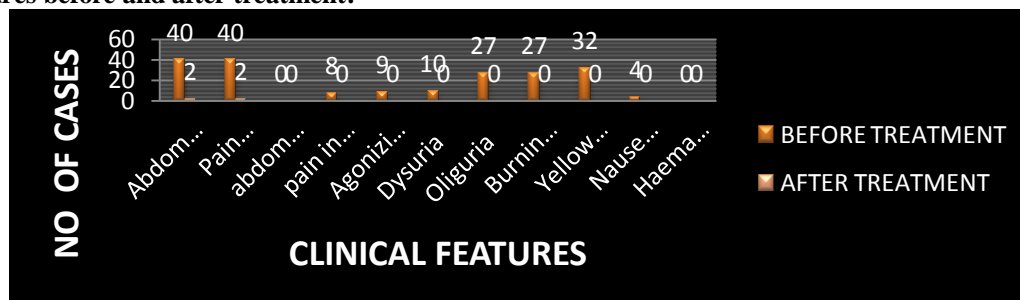 ures before and after treatment:
NO OF CASES
60
40
20
0
40 2
40 2
0 0
8 0
9 0
10 0
27 0
27 0
32 0
4 0
0 0
Abdom...
Pain...
abdom...
pain in...
Agonizi...
Dysuria
Oliguria
Burnin...
Yellow...
Nause...
Haema...
CLINICAL FEATURES
BEFORE TREATMENT
AFTER TREATMENT